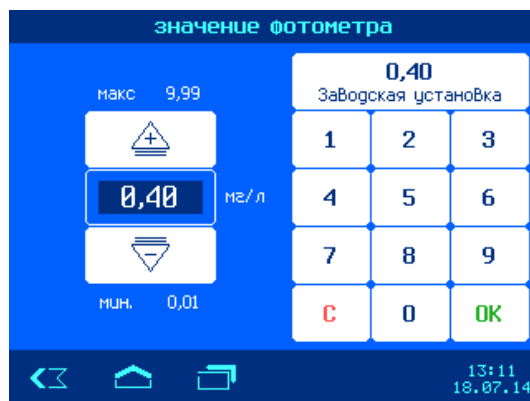 значение фотометра
макс 9,99
+
0,40 мг/л
−
мин. 0,01
0,40
Заводская установка
1 2 3
4 5 6
7 8 9
C 0 OK
13:11
18.07.14